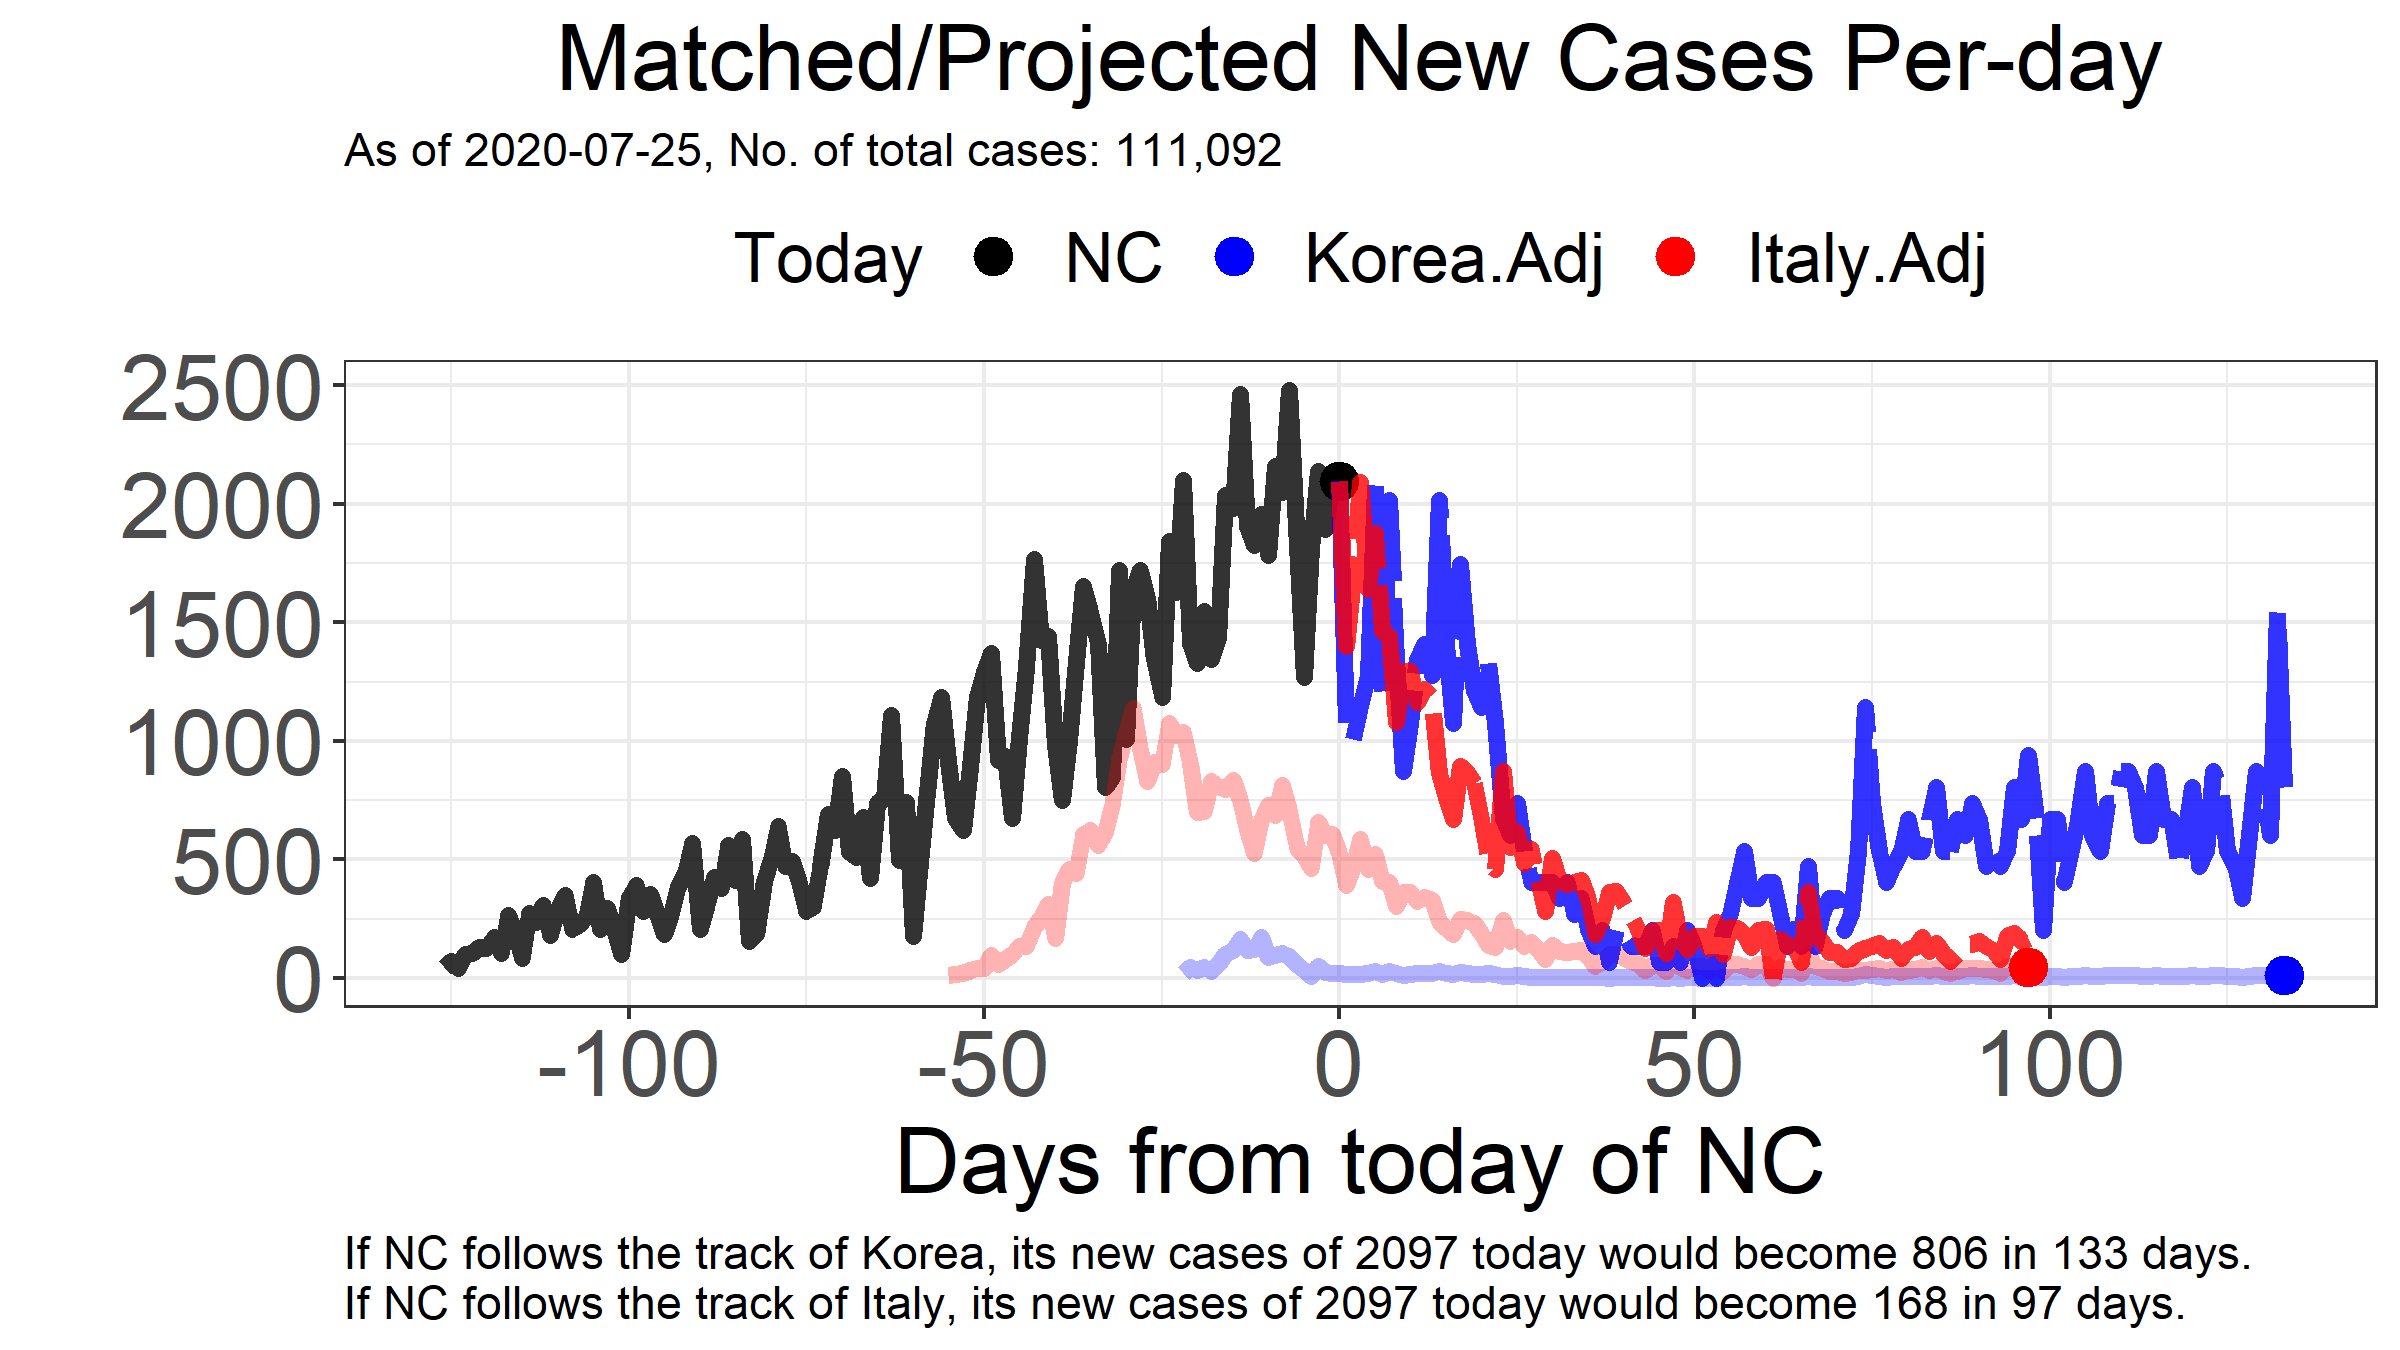 Matched/Projected New Cases Per-day
As of 2020-07-25, No. of total cases: 111,092
Today NC Korea.Adj Italy.Adj
2500
2000
1500
1000
500
0
-100 -50 0 50 100
Days from today of NC
If NC follows the track of Korea, its new cases of 2097 today would become 806 in 133 days.
If NC follows the track of Italy, its new cases of 2097 today would become 168 in 97 days.